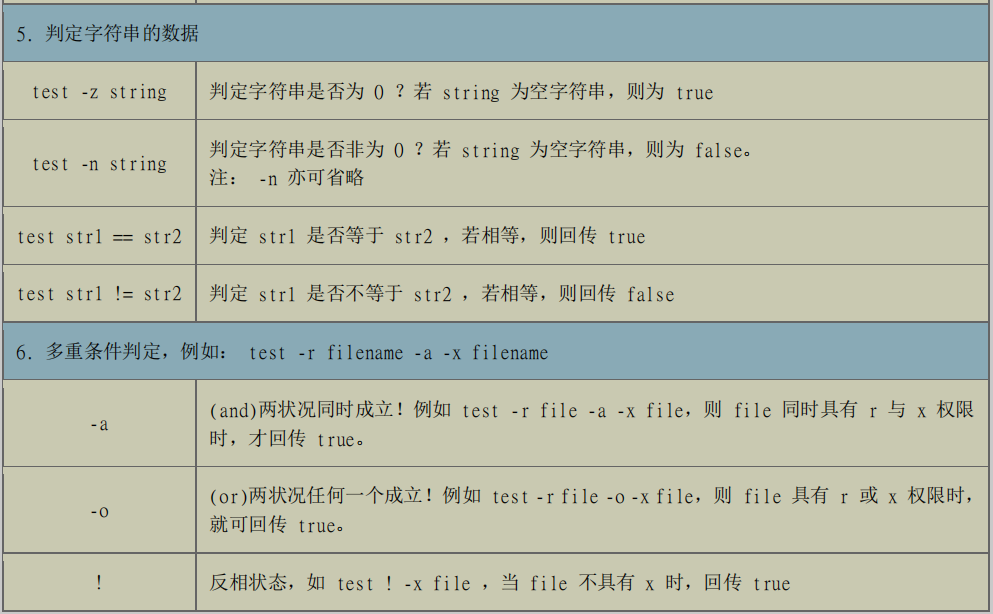 5. 判定字符串的数据
test -z string
判定字符串是否为 0 ？若 string 为空字符串，则为 true
test -n string
判定字符串是否非为 0 ？若 string 为空字符串，则为 false。
注： -n 亦可省略
test str1 == str2
判定 str1 是否等于 str2 ，若相等，则回传 true
test str1 != str2
判定 str1 是否不等于 str2 ，若相等，则回传 false
6. 多重条件判定，例如： test -r filename -a -x filename
-a
(and)两状况同时成立！例如 test -r file -a -x file，则 file 同时具有 r 与 x 权限
时，才回传 true。
-o
(or)两状况任何一个成立！例如 test -r file -o -x file，则 file 具有 r 或 x 权限时，
就可回传 true。
!
反相状态，如 test ! -x file ，当 file 不具有 x 时，回传 true